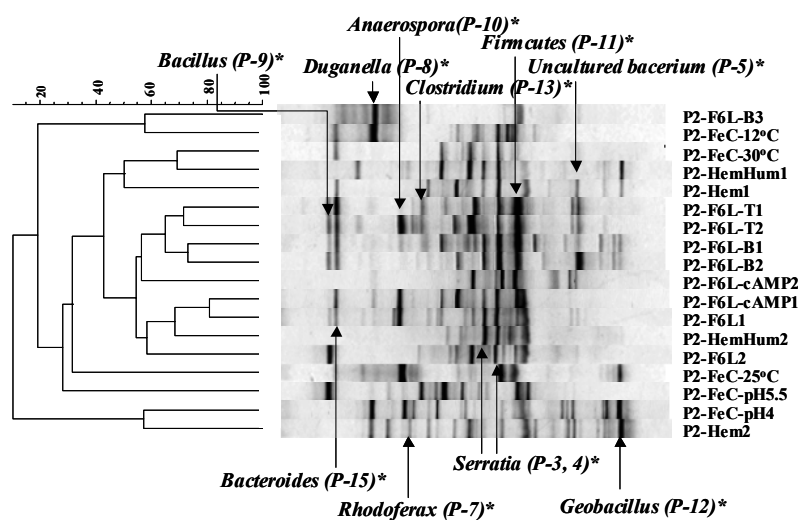 Anaerospora(P-10)*
Firmcutes (P-11)*
Bacillus (P-9)*
Duganella (P-8)*
Uncultured bacerium (P-5)*
Clostridium (P-13)*
20 40 60 80 100
P2-F6L-B3
P2-FeC-12°C
P2-FeC-30°C
P2-HemHum1
P2-Hem1
P2-F6L-T1
P2-F6L-T2
P2-F6L-B1
P2-F6L-B2
P2-F6L-cAMP2
P2-F6L-cAMP1
P2-F6L1
P2-HemHum2
P2-F6L2
P2-FeC-25°C
P2-FeC-pH5.5
P2-FeC-pH4
P2-Hem2
Serratia (P-3, 4)*
Bacteroides (P-15)*
Rhodoferax (P-7)*
Geobacillus (P-12)*